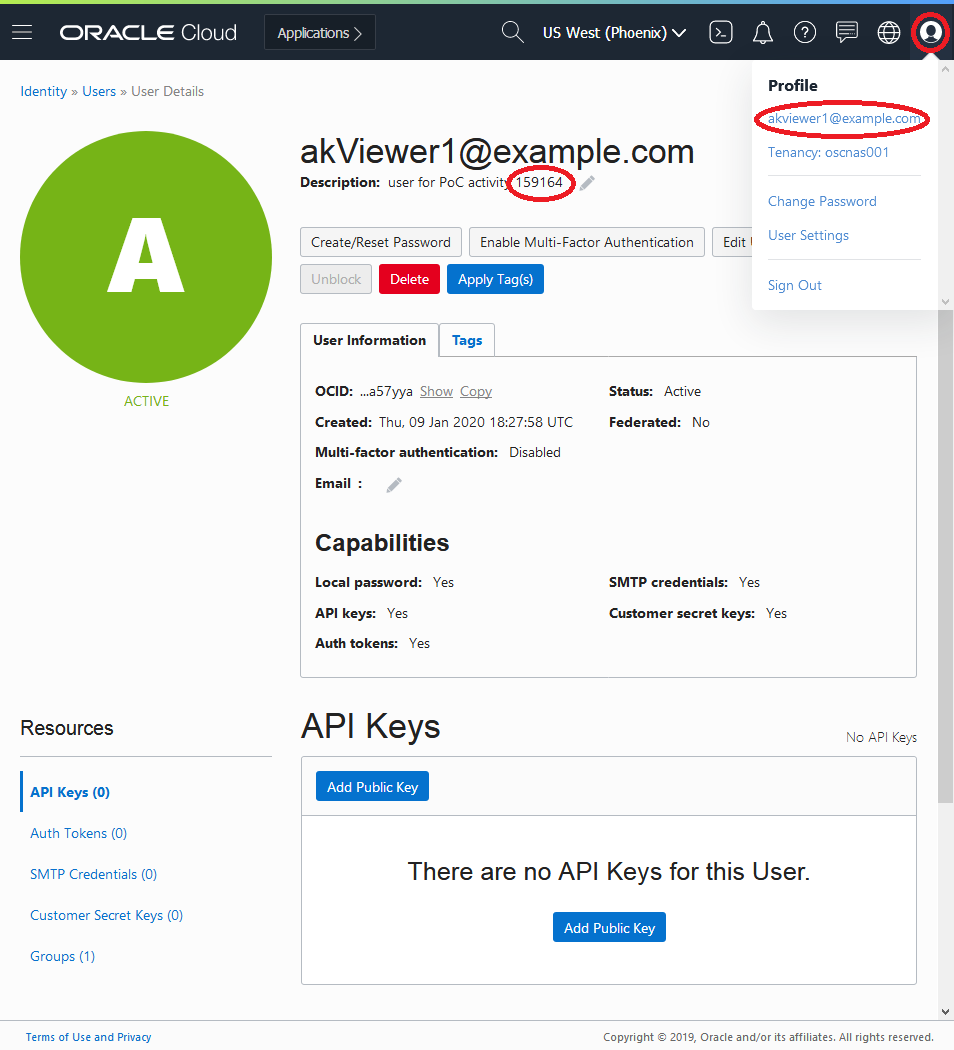 ORACLE Cloud
Applications >
US West (Phoenix)
Identity » Users » User Details
Profile
akviewer1@example.com
Tenancy: oscnas001
Change Password
User Settings
Sign Out
A
ACTIVE
akViewer1@example.com
Description: user for PoC activity 159164
Create/Reset Password
Enable Multi-Factor Authentication
Edit
Unblock
Delete
Apply Tag(s)
User Information
Tags
OCID: ...a57yya Show Copy
Status: Active
Created: Thu, 09 Jan 2020 18:27:58 UTC
Federated: No
Multi-factor authentication: Disabled
Email :
Capabilities
Local password: Yes
SMTP credentials: Yes
API keys: Yes
Customer secret keys: Yes
Auth tokens: Yes
Resources
API Keys (0)
Auth Tokens (0)
SMTP Credentials (0)
Customer Secret Keys (0)
Groups (1)
API Keys
No API Keys
Add Public Key
There are no API Keys for this User.
Add Public Key
Terms of Use and Privacy
Copyright © 2019, Oracle and/or its affiliates. All rights reserved.